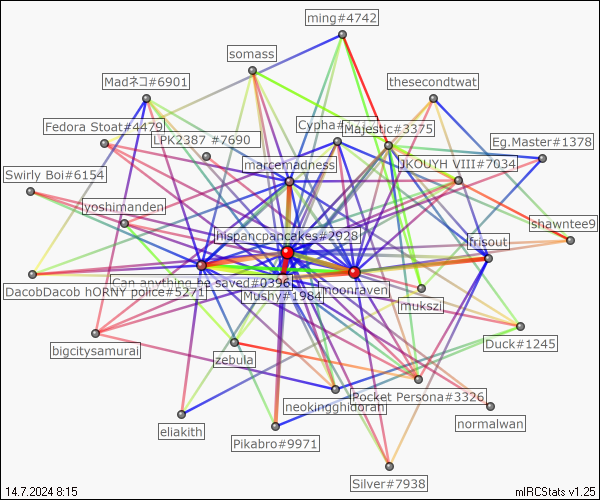 ming#4742
somass
Madネコ#6901
thesecondtwat
Fedora Stoat#4479
Cypha
Majestic#3375
LPK2387 #7690
Eg.Master#1378
marcemadness
JKOUYH VIII#7034
Swirly Boi#6154
yoshimanden
shawntee9
hispancpancakes#2928
frisout
Can anything be saved#0396
DacobDacob hORNY police#5271
Mushy#1984
moonraven
mukszi
Duck#1245
bigcitysamurai
zebula
Pocket Persona#3326
neokingghidorah
normalwan
eliakith
Pikabro#9971
Silver#7938
14.7.2024 8:15
mIRCStats v1.25